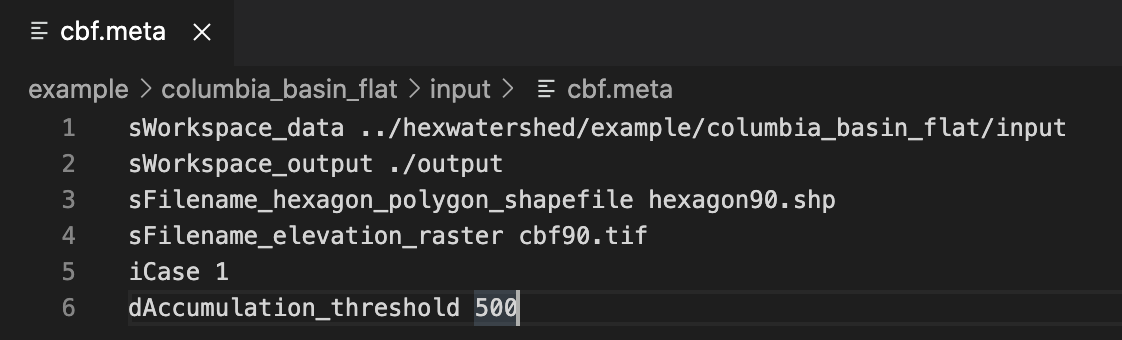 cbf.meta
example > columbia_basin_flat > input > cbf.meta
1 sWorkspace_data ../hexwatershed/example/columbia_basin_flat/input
2 sWorkspace_output ./output
3 sFilename_hexagon_polygon_shapefile hexagon90.shp
4 sFilename_elevation_raster cbf90.tif
5 iCase 1
6 dAccumulation_threshold 500